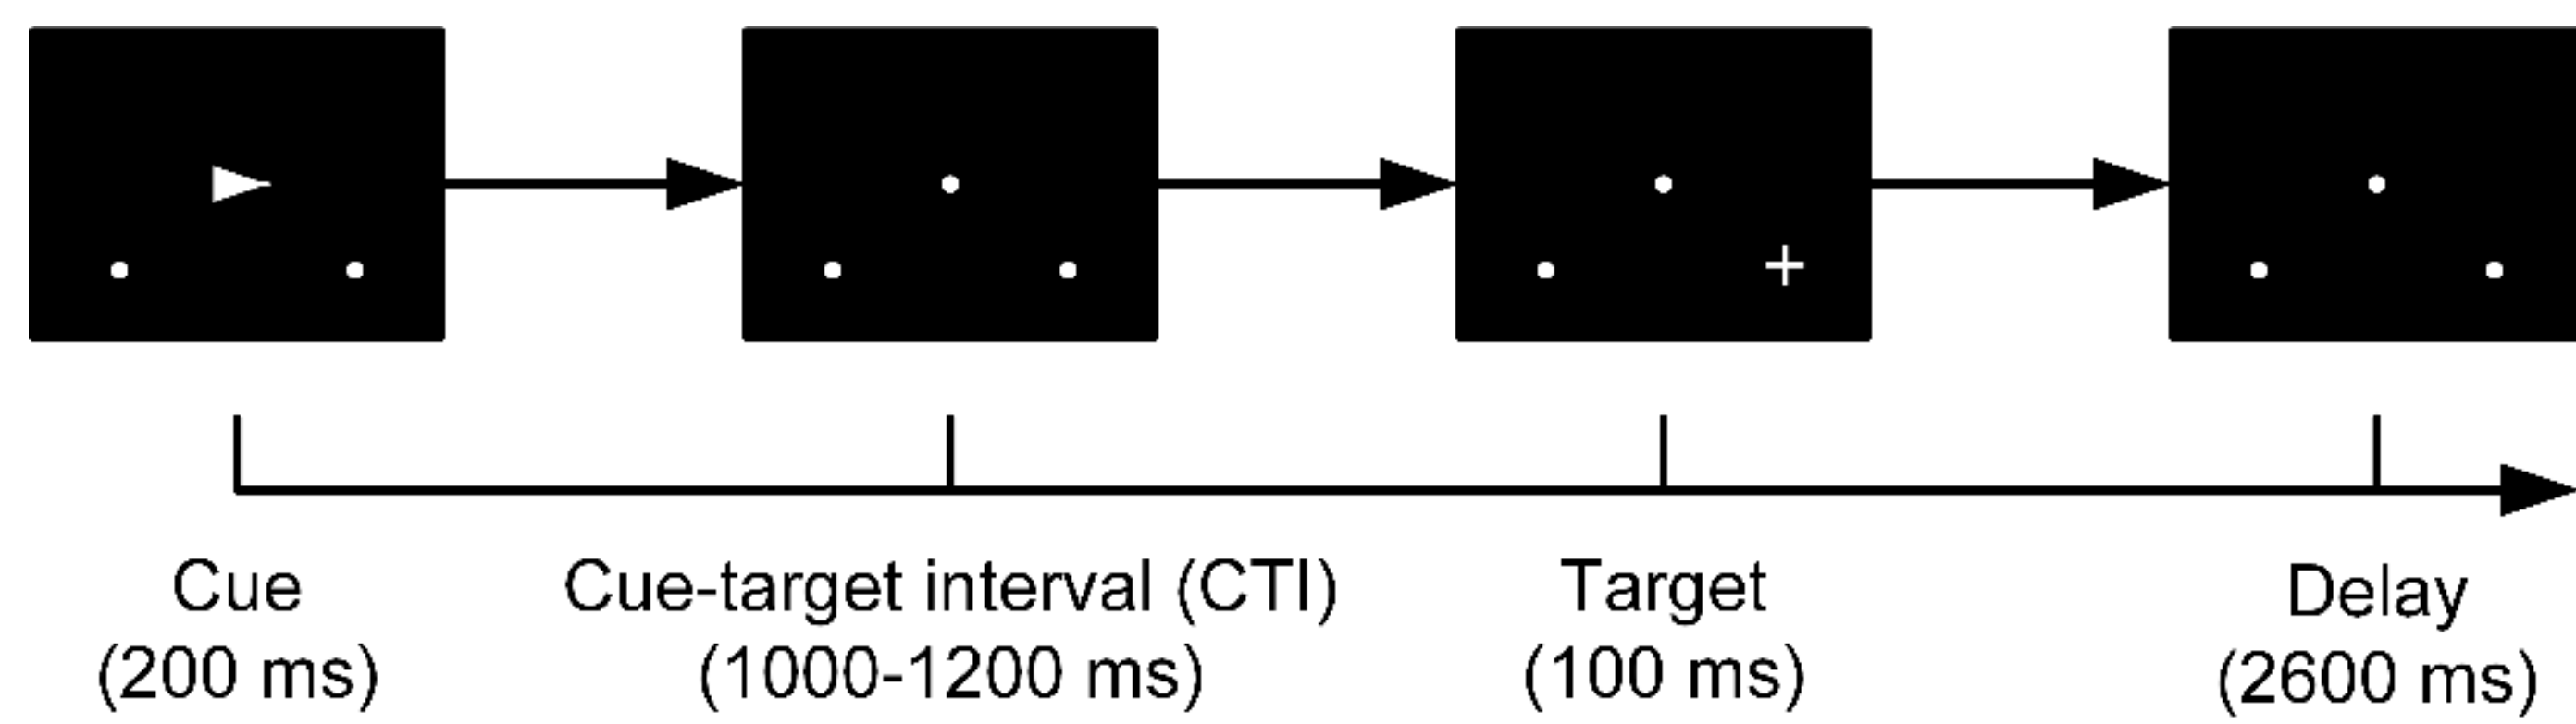 Cue
(200 ms)
Cue-target interval (CTI)
(1000-1200 ms)
Target
(100 ms)
Delay
(2600 ms)